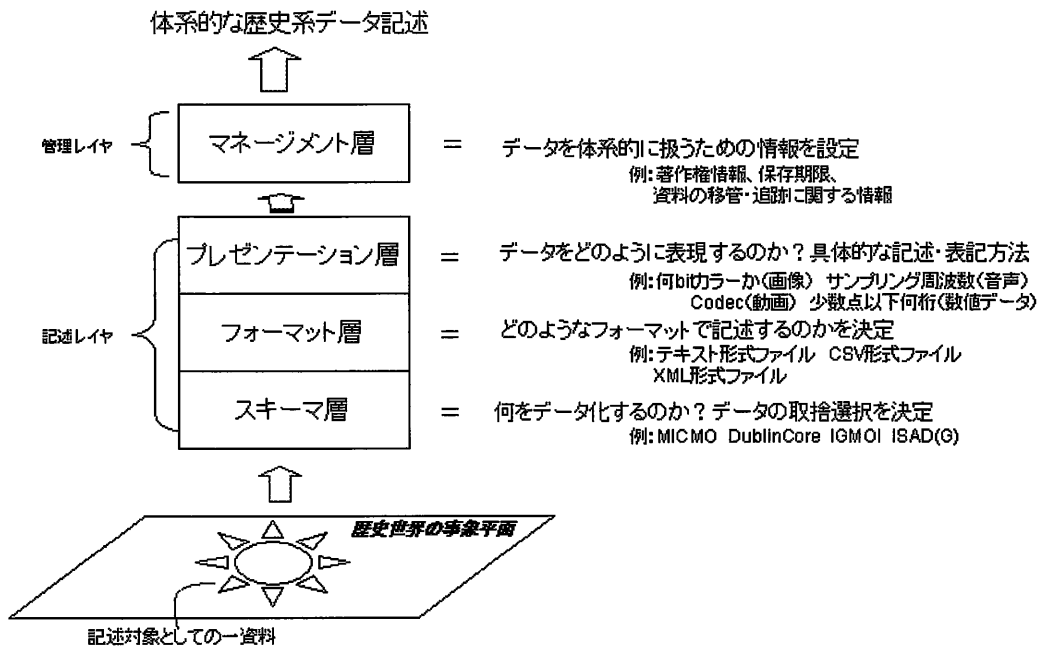 体系的な歴史系データ記述
管理レイヤ
マネージメント層
=
データを体系的に扱うための情報を設定
例：著作権情報、保存期限、
資料の移管・追跡に関する情報
記述レイヤ
プレゼンテーション層
=
データをどのように表現するのか？具体的な記述・表記方法
例：何bitカラーか(画像) サンプリング周波数(音声)
Codec(動画) 少数点以下何桁(数値データ)
フォーマット層
=
どのようなフォーマットで記述するのかを決定
例：テキスト形式ファイル CSV形式ファイル
XML形式ファイル
スキーマ層
=
何をデータ化するのか？データの取捨選択を決定
例：MICMO DublinCore IGMOI ISAD(G)
歴史世界の事象平面
記述対象としての一資料